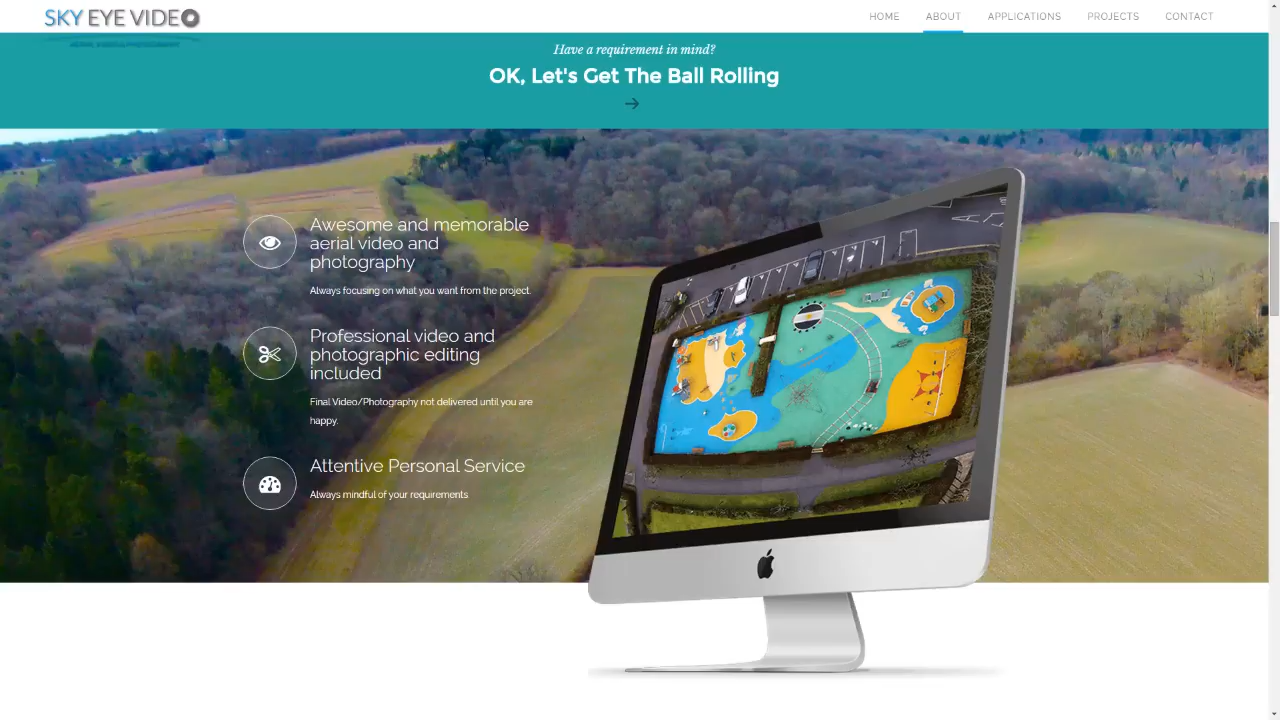 SKY EYE VIDEO
HOME
ABOUT
APPLICATIONS
PROJECTS
CONTACT
Have a requirement in mind?
OK, Let's Get The Ball Rolling
Awesome and memorable
aerial video and
photography
Always focusing on what you want from the project.
Professional video and
photographic editing
included
Final Video/Photography not delivered until you are
happy.
Attentive Personal Service
Always mindful of your requirements